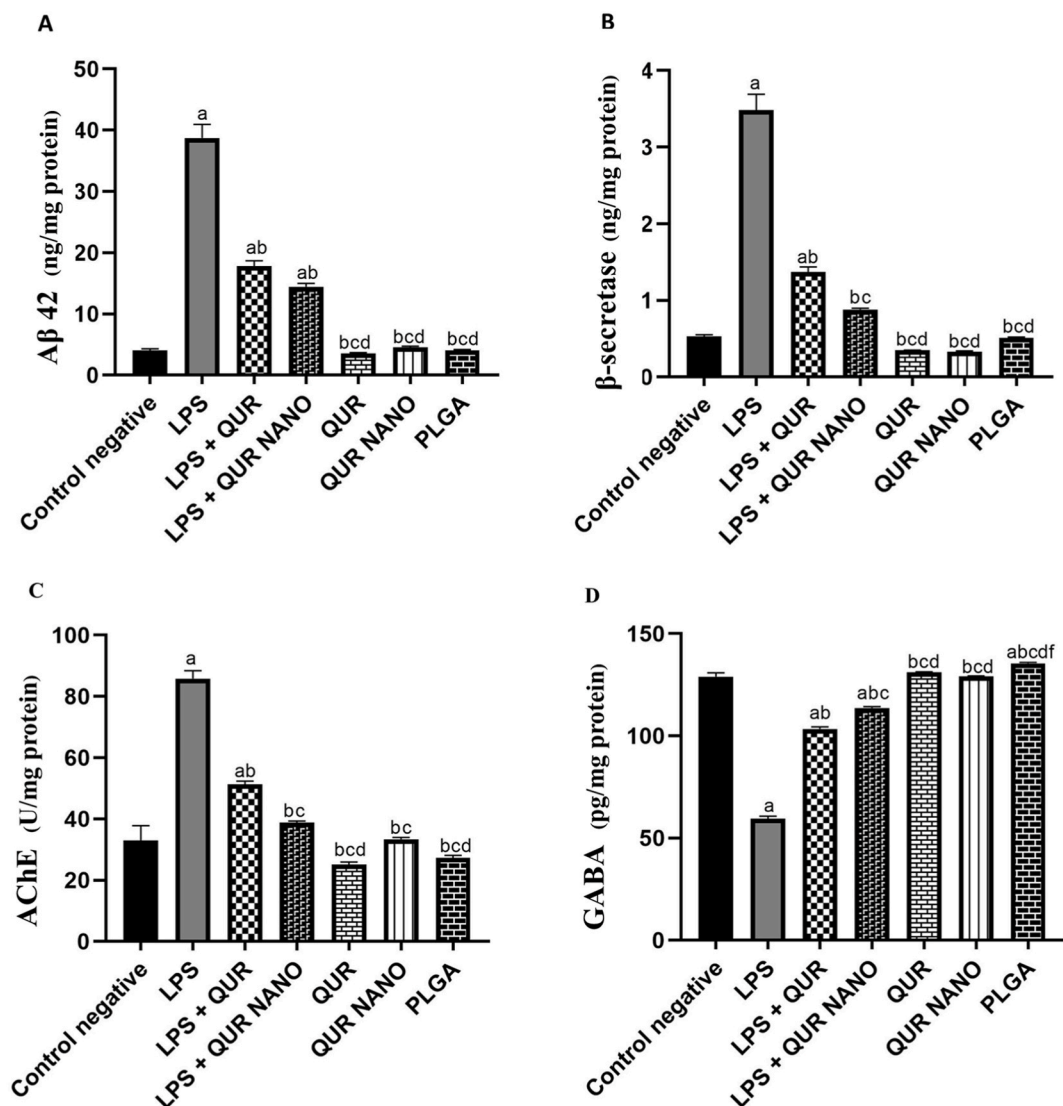 A
Aβ 42 (ng/mg protein)
50
40
30
20
10
0
a
ab
ab
bcd
bcd
bcd
Control negative
LPS
LPS + QUR
LPS + QUR NANO
QUR
QUR NANO
PLGA
B
β-secretase (ng/mg protein)
4
3
2
1
0
a
ab
bc
bcd
bcd
bcd
Control negative
LPS
LPS + QUR
LPS + QUR NANO
QUR
QUR NANO
PLGA
C
AChE (U/mg protein)
100
80
60
40
20
0
a
ab
bc
bcd
bc
bcd
Control negative
LPS
LPS + QUR
LPS + QUR NANO
QUR
QUR NANO
PLGA
D
GABA (pg/mg protein)
150
100
50
0
a
ab
abc
bcd
bcd
abcdf
Control negative
LPS
LPS + QUR
LPS + QUR NANO
QUR
QUR NANO
PLGA